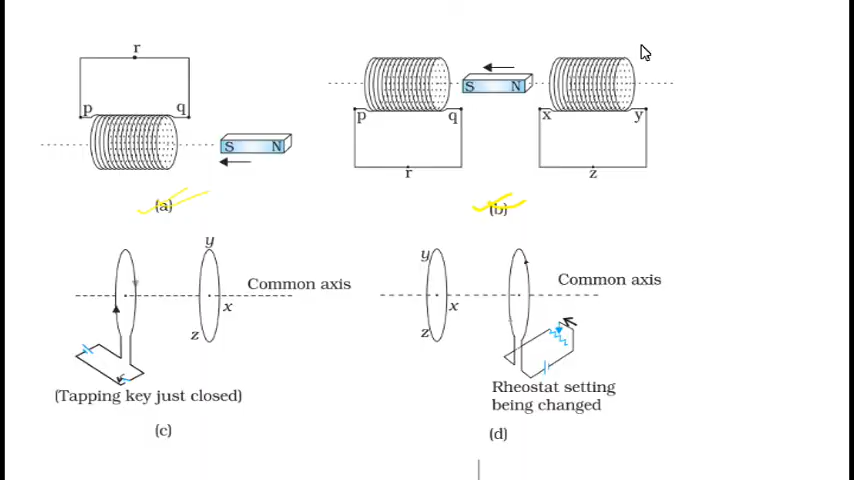 r
p q
S N
(a)
S N
p q x y
r z
(b)
y
Common axis
x
z
(Tapping key just closed)
(c)
y
Common axis
x
z
Rheostat setting
being changed
(d)